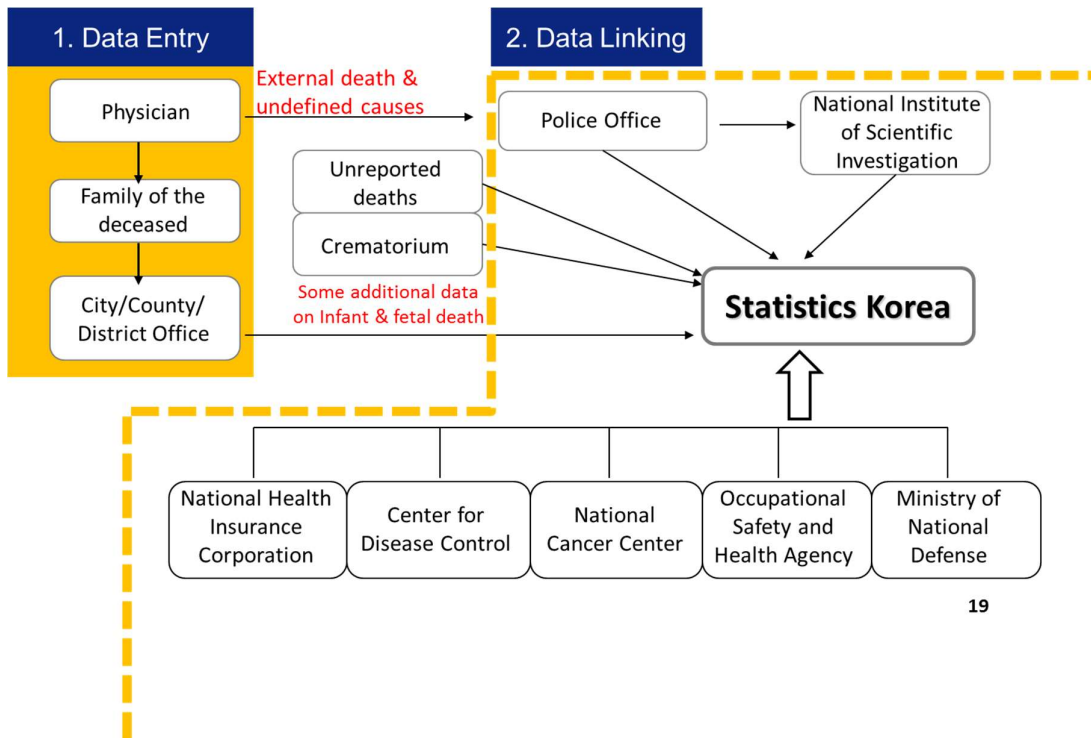 1. Data Entry
2. Data Linking
External death &
undefined causes
Physician
Police Office
National Institute
of Scientific
Investigation
Unreported
deaths
Family of the
deceased
Crematorium
Some additional data
on Infant & fetal death
City/County/
District Office
Statistics Korea
National Health
Insurance
Corporation
Center for
Disease Control
National
Cancer Center
Occupational
Safety and
Health Agency
Ministry of
National
Defense
19